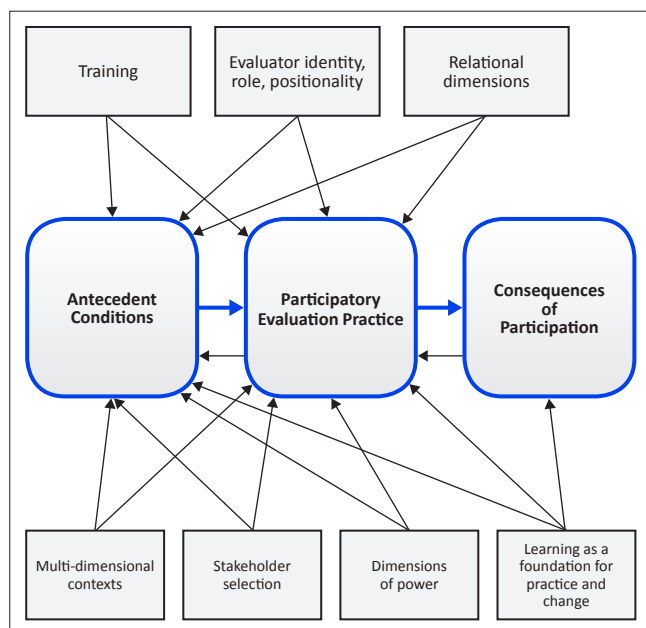 Training
Evaluator identity,
role, positionality
Relational
dimensions
Antecedent
Conditions
Participatory
Evaluation Practice
Consequences
of
Participation
Multi-dimensional
contexts
Stakeholder
selection
Dimensions
of power
Learning as a
foundation for
practice and
change